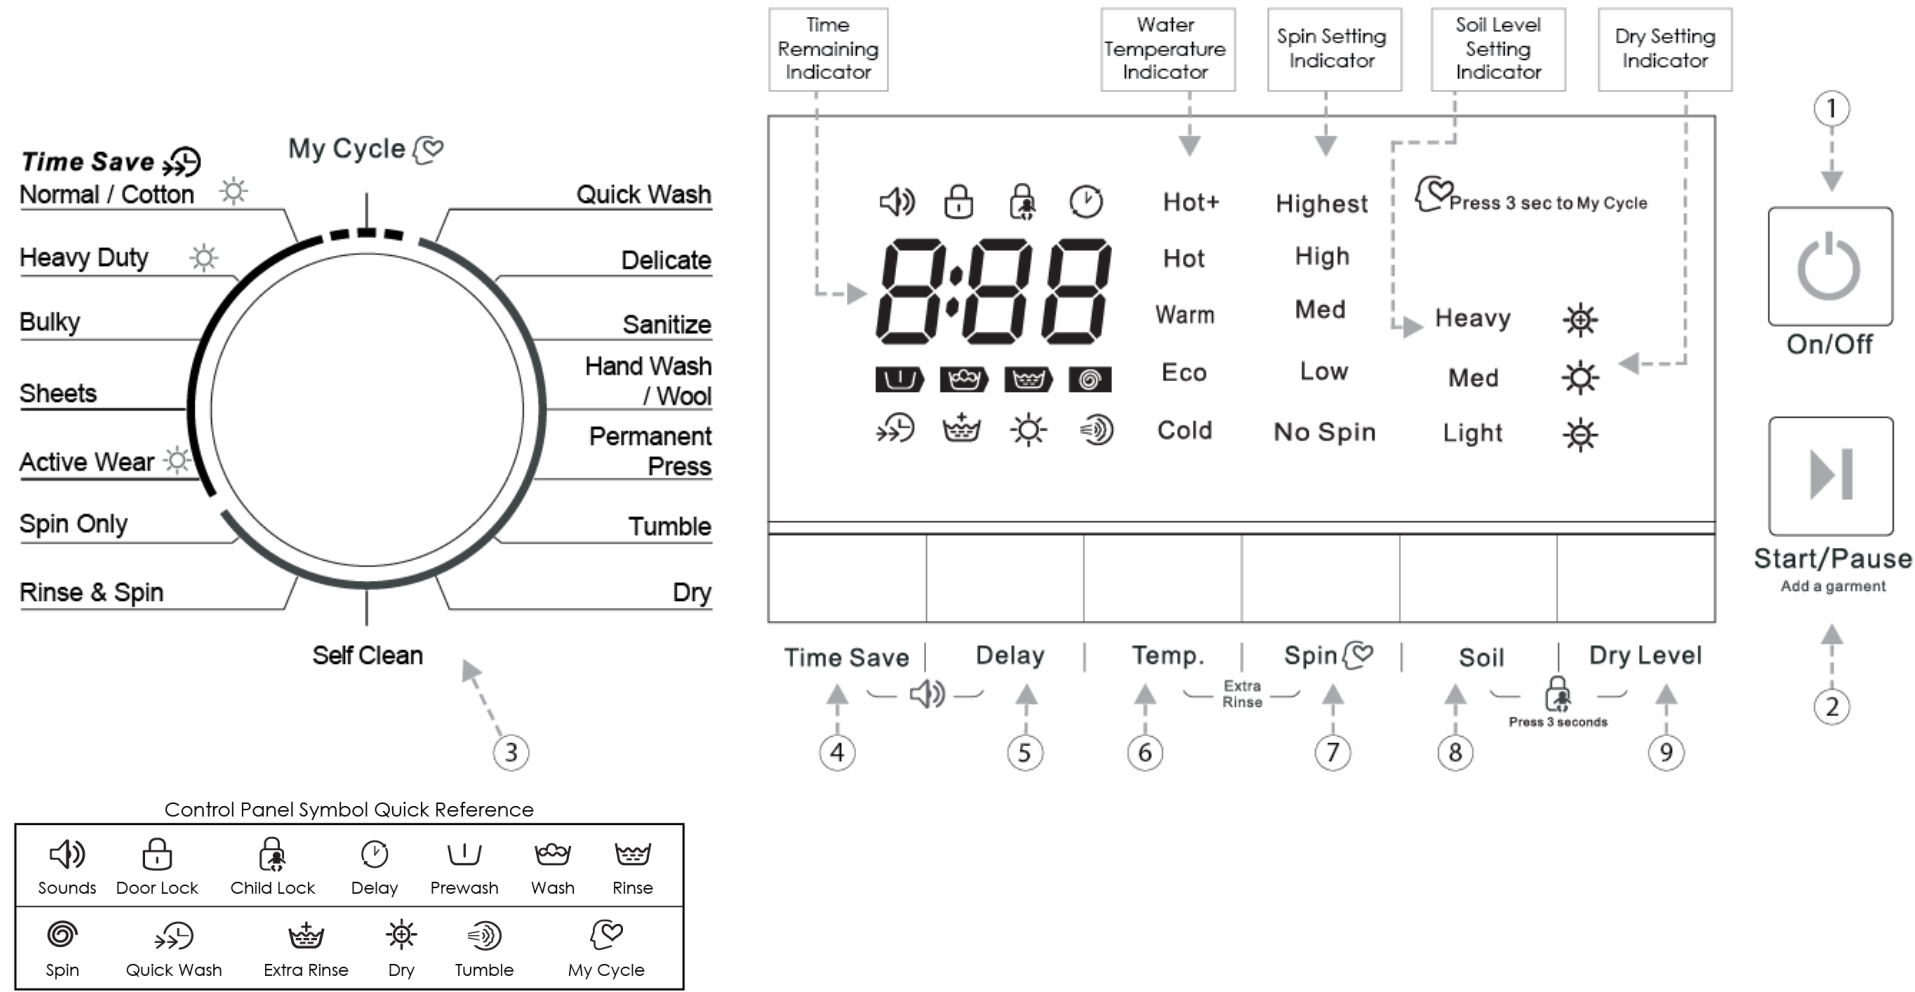 Time
Remaining
Indicator
Water
Temperature
Indicator
Spin Setting
Indicator
Soil Level
Setting
Indicator
Dry Setting
Indicator
1
My Cycle
Time Save
Normal / Cotton
Heavy Duty
Bulky
Sheets
Active Wear
Spin Only
Rinse & Spin
Quick Wash
Delicate
Sanitize
Hand Wash
/ Wool
Permanent
Press
Tumble
Dry
Self Clean
3
8:88
Hot+
Hot
Warm
Eco
Cold
Highest
High
Med
Low
No Spin
Press 3 sec to My Cycle
Heavy
Med
Light
On/Off
Start/Pause
Add a garment
2
Time Save
Delay
Temp.
Spin
Soil
Dry Level
Extra
Rinse
Press 3 seconds
4
5
6
7
8
9
Control Panel Symbol Quick Reference
Sounds
Door Lock
Child Lock
Delay
Prewash
Wash
Rinse
Spin
Quick Wash
Extra Rinse
Dry
Tumble
My Cycle